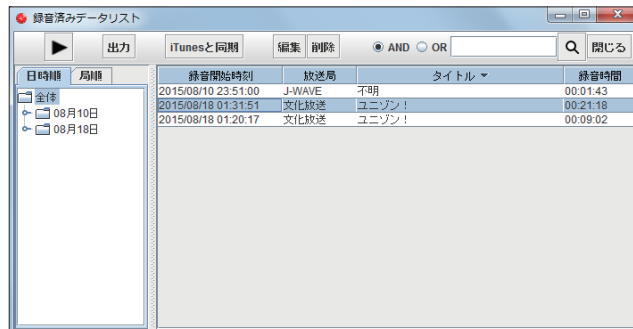 録音済みデータリスト
出力 iTunesと同期 編集 削除 AND OR 閉じる
日時順 局順
全体
08月10日
08月18日
録音開始時刻 放送局 タイトル 録音時間
2015/08/10 23:51:00 J-WAVE 不明 00:01:43
2015/08/18 01:31:51 文化放送 ユニゾン！ 00:21:18
2015/08/18 01:20:17 文化放送 ユニゾン！ 00:09:02